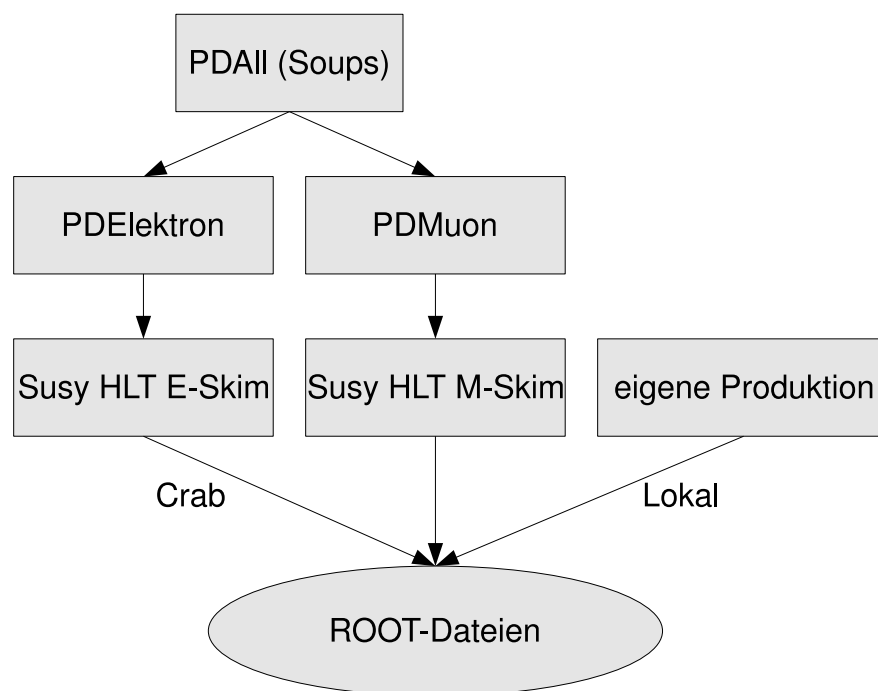 PDAll (Soups)
PDElektron
PDMuon
Susy HLT E-Skim
Susy HLT M-Skim
eigene Produktion
Crab
Lokal
ROOT-Dateien